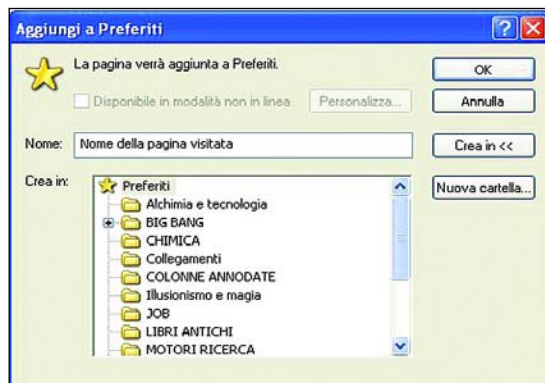 Aggiungi a Preferiti
La pagina verrà aggiunta a Preferiti.
OK
Disponibile in modalità non in linea
Personalizza...
Annulla
Nome:
Nome della pagina visitata
Crea in <<
Crea in:
Preferiti
Nuova cartella...
Alchimia e tecnologia
BIG BANG
CHIMICA
Collegamenti
COLONNE ANNODATE
Illusionismo e magia
JOB
LIBRI ANTICHI
MOTORI RICERCA